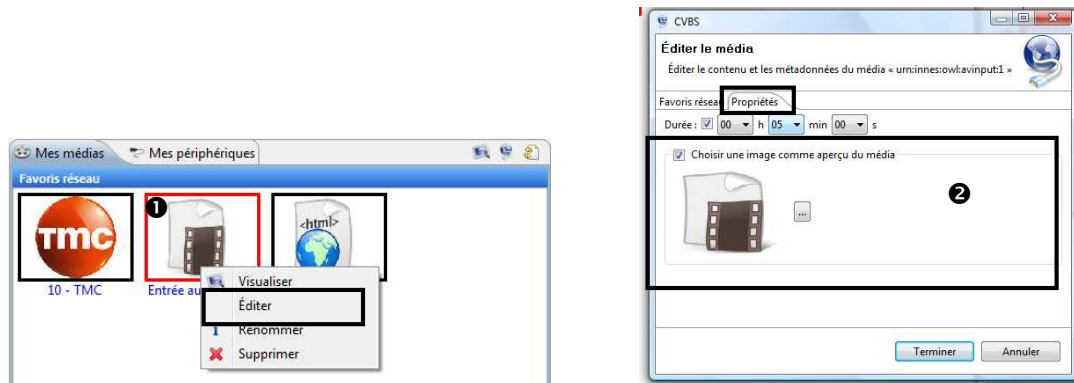 Mes médias
Mes périphériques
Favoris réseau
❶
TMC
<html>
10 - TMC
Entrée au
Visualiser
Éditer
Renommer
Supprimer
CVBS
Éditer le média
Éditer le contenu et les métadonnées du média « urn:innes:owl:avinput:1 »
Favoris réseau
Propriétés
Durée : 00 h 05 min 00 s
Choisir une image comme aperçu du média
...
❷
Terminer
Annuler